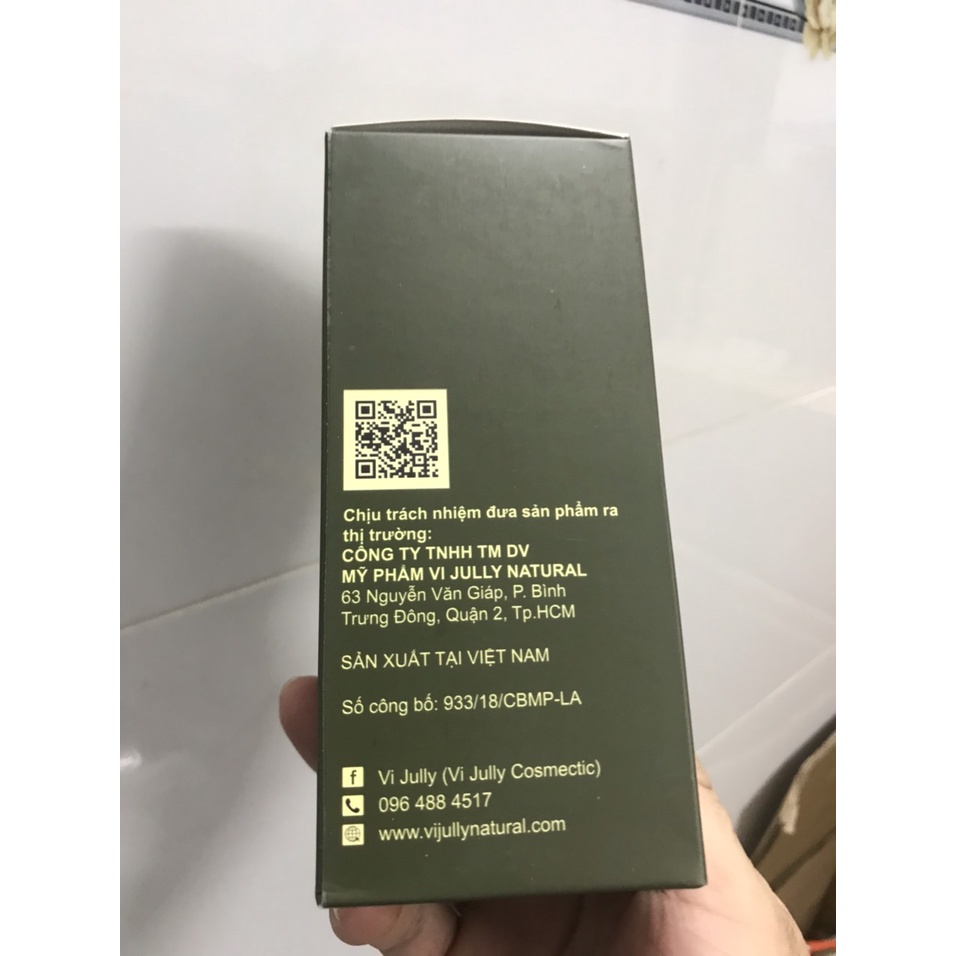 Chịu trách nhiệm đưa sản phẩm ra
thị trường:
CÔNG TY TNHH TM DV
MỸ PHẨM VI JULLY NATURAL
63 Nguyễn Văn Giáp, P. Bình
Trưng Đông, Quận 2, Tp.HCM
SẢN XUẤT TẠI VIỆT NAM
Số công bố: 933/18/CBMP-LA
Vi Jully (Vi Jully Cosmectic)
096 488 4517
www.vijullynatural.com